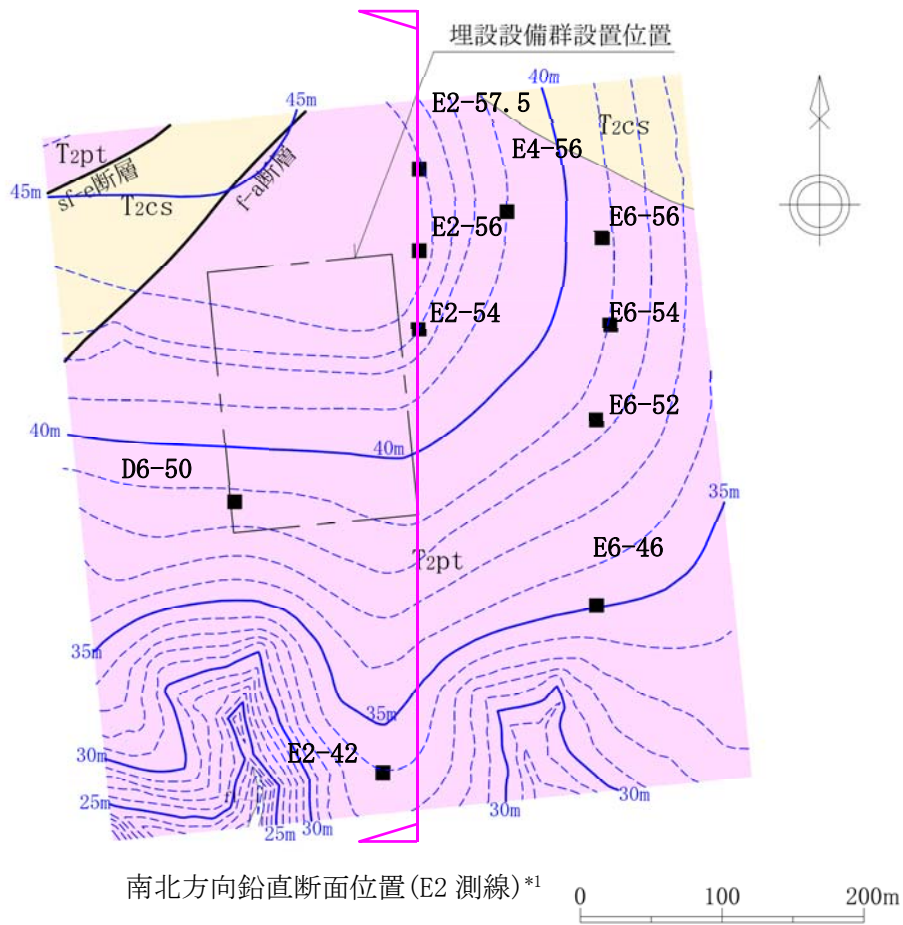 埋設設備群設置位置
40m
45m
E2-57.5
T2cs
E4-56
T2pt
sf-e断層
f-a断層
45m
T2cs
E2-56
E6-56
E2-54
E6-54
E6-52
40m
40m
D6-50
35m
E6-46
T2pt
35m
35m
E2-42
30m
25m
30m
30m
25m
30m
南北方向鉛直断面位置(E2 測線)*1
0 100 200m